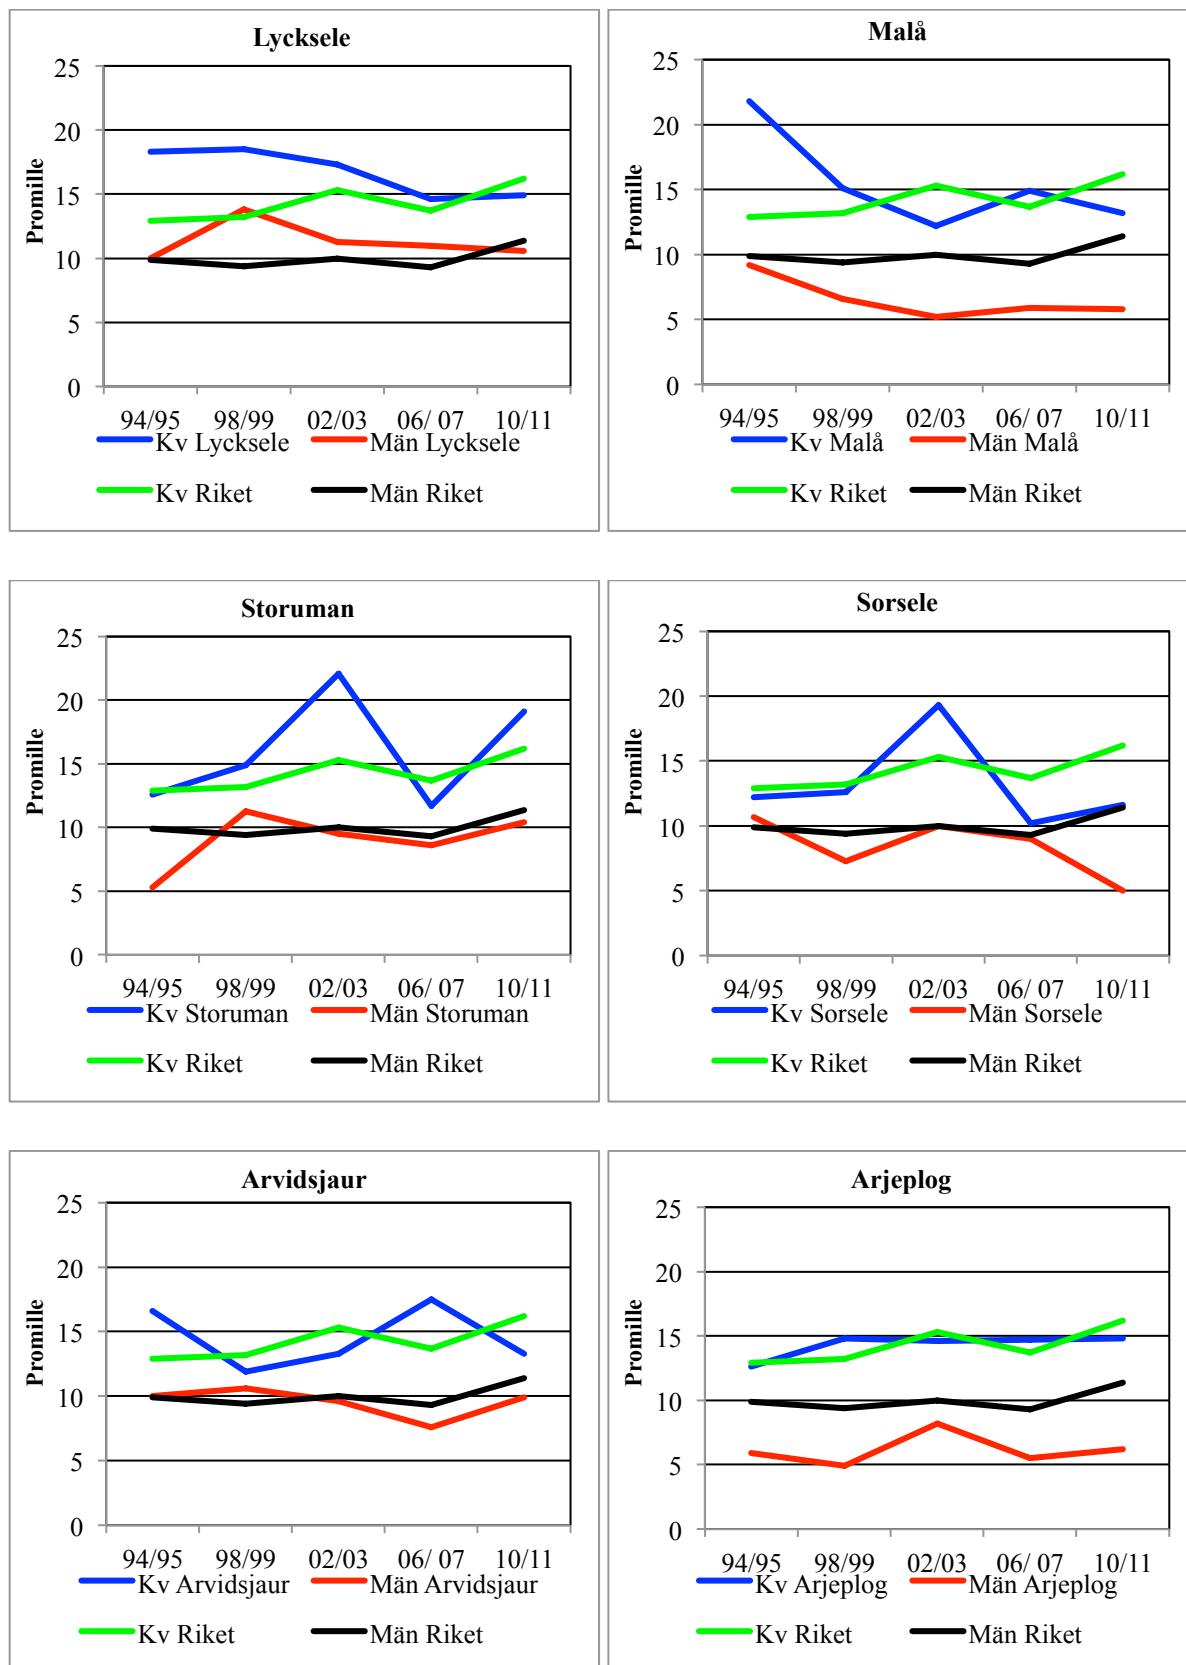 Lycksele
Promille
25
20
15
10
5
0
94/95 98/99 02/03 06/ 07 10/11
Kv Lycksele Män Lycksele
Kv Riket Män Riket
Malå
Promille
25
20
15
10
5
0
94/95 98/99 02/03 06/ 07 10/11
Kv Malå Män Malå
Kv Riket Män Riket
Storuman
Promille
25
20
15
10
5
0
94/95 98/99 02/03 06/ 07 10/11
Kv Storuman Män Storuman
Kv Riket Män Riket
Sorsele
Promille
25
20
15
10
5
0
94/95 98/99 02/03 06/ 07 10/11
Kv Sorsele Män Sorsele
Kv Riket Män Riket
Arvidsjaur
Promille
25
20
15
10
5
0
94/95 98/99 02/03 06/ 07 10/11
Kv Arvidsjaur Män Arvidsjaur
Kv Riket Män Riket
Arjeplog
Promille
25
20
15
10
5
0
94/95 98/99 02/03 06/ 07 10/11
Kv Arjeplog Män Arjeplog
Kv Riket Män Riket